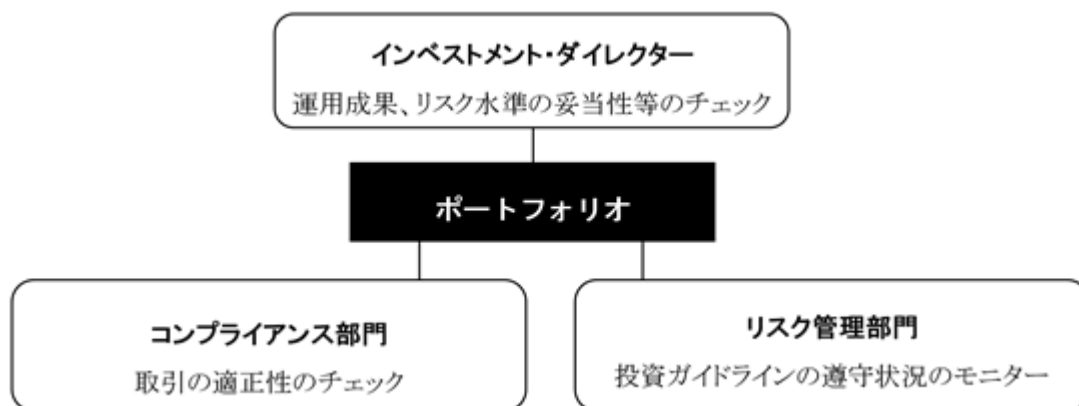 インベストメント・ダイレクター
運用成果、リスク水準の妥当性等のチェック
ポートフォリオ
コンプライアンス部門
取引の適正性のチェック
リスク管理部門
投資ガイドラインの遵守状況のモニター